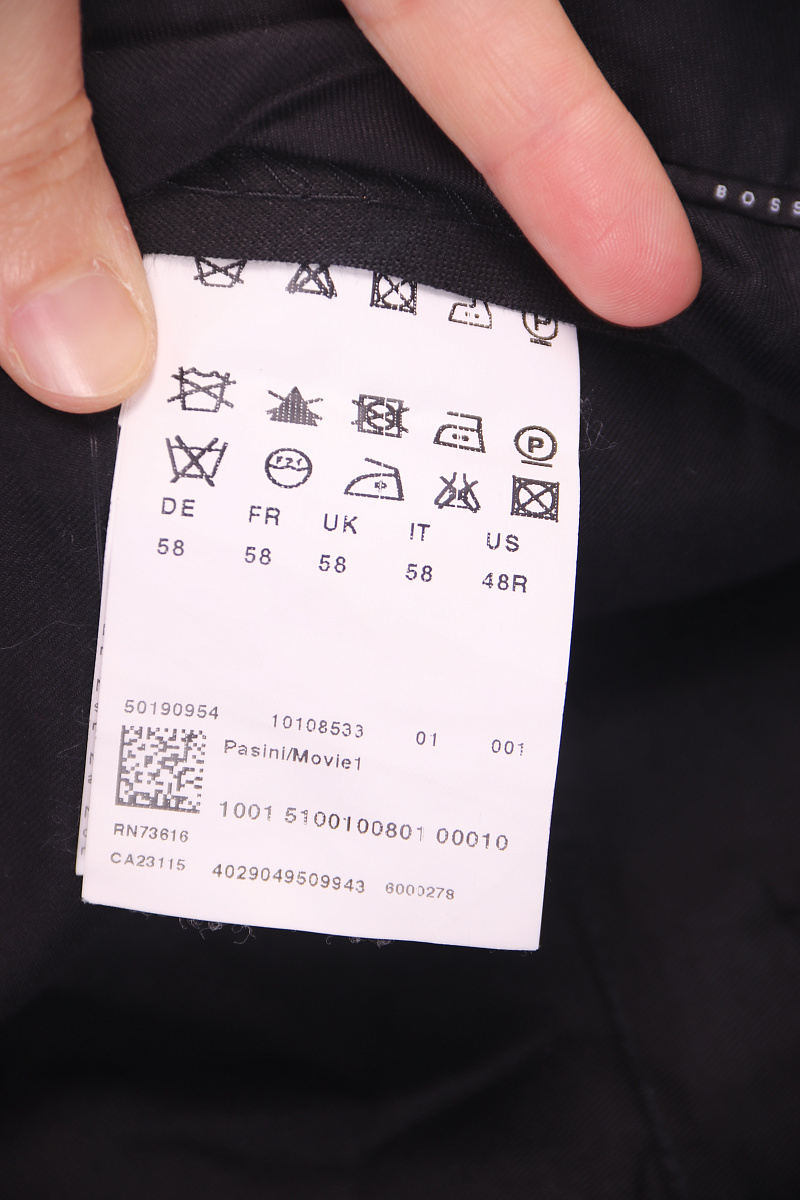 BOSS
P
P
DE FR UK IT US
58 58 58 58 48R
50190954 10108533 01 001
Pasini/Movie1
1001 5100100801 00010
RN73616
CA23115 4029049509943 6000278